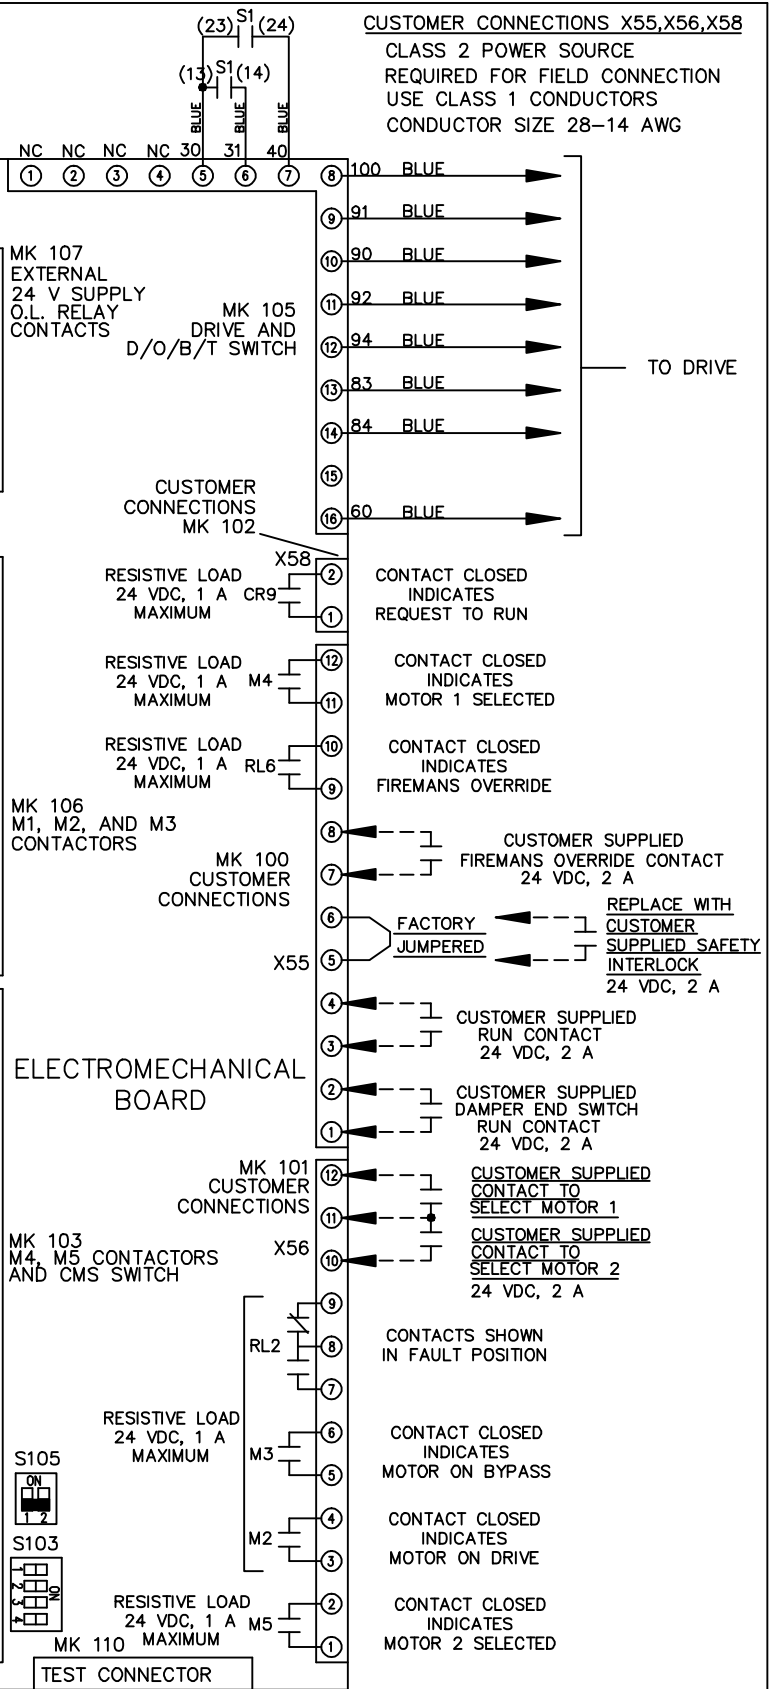 CUSTOMER CONNECTIONS X55,X56,X58
CLASS 2 POWER SOURCE
REQUIRED FOR FIELD CONNECTION
USE CLASS 1 CONDUCTORS
CONDUCTOR SIZE 28–14 AWG
(23) S1 (24)
(13) S1 (14)
BLUE BLUE BLUE
NC NC NC NC 30 31 40
1 2 3 4 5 6 7
8 100 BLUE
9 91 BLUE
10 90 BLUE
11 92 BLUE
12 94 BLUE
13 83 BLUE
14 84 BLUE
15
16 60 BLUE
TO DRIVE
MK 107
EXTERNAL
24 V SUPPLY
O.L. RELAY
CONTACTS
MK 105
DRIVE AND
D/O/B/T SWITCH
CUSTOMER
CONNECTIONS
MK 102
X58
2
1
RESISTIVE LOAD
24 VDC, 1 A
MAXIMUM
CR9
CONTACT CLOSED
INDICATES
REQUEST TO RUN
12
11
RESISTIVE LOAD
24 VDC, 1 A
MAXIMUM
M4
CONTACT CLOSED
INDICATES
MOTOR 1 SELECTED
10
9
RESISTIVE LOAD
24 VDC, 1 A
MAXIMUM
RL6
CONTACT CLOSED
INDICATES
FIREMANS OVERRIDE
MK 106
M1, M2, AND M3
CONTACTORS
MK 100
CUSTOMER
CONNECTIONS
8
7
CUSTOMER SUPPLIED
FIREMANS OVERRIDE CONTACT
24 VDC, 2 A
6
5
X55
FACTORY
JUMPERED
REPLACE WITH
CUSTOMER
SUPPLIED SAFETY
INTERLOCK
24 VDC, 2 A
4
3
CUSTOMER SUPPLIED
RUN CONTACT
24 VDC, 2 A
ELECTROMECHANICAL
BOARD
2
1
CUSTOMER SUPPLIED
DAMPER END SWITCH
RUN CONTACT
24 VDC, 2 A
MK 101
CUSTOMER
CONNECTIONS
X56
12
11
10
CUSTOMER SUPPLIED
CONTACT TO
SELECT MOTOR 1
CUSTOMER SUPPLIED
CONTACT TO
SELECT MOTOR 2
24 VDC, 2 A
MK 103
M4, M5 CONTACTORS
AND CMS SWITCH
9
8
7
RL2
CONTACTS SHOWN
IN FAULT POSITION
RESISTIVE LOAD
24 VDC, 1 A
MAXIMUM
6
5
M3
CONTACT CLOSED
INDICATES
MOTOR ON BYPASS
4
3
M2
CONTACT CLOSED
INDICATES
MOTOR ON DRIVE
S105
ON
1 2
S103
1
2
3
4
ON
RESISTIVE LOAD
24 VDC, 1 A
MAXIMUM
M5
2
1
CONTACT CLOSED
INDICATES
MOTOR 2 SELECTED
MK 110
TEST CONNECTOR